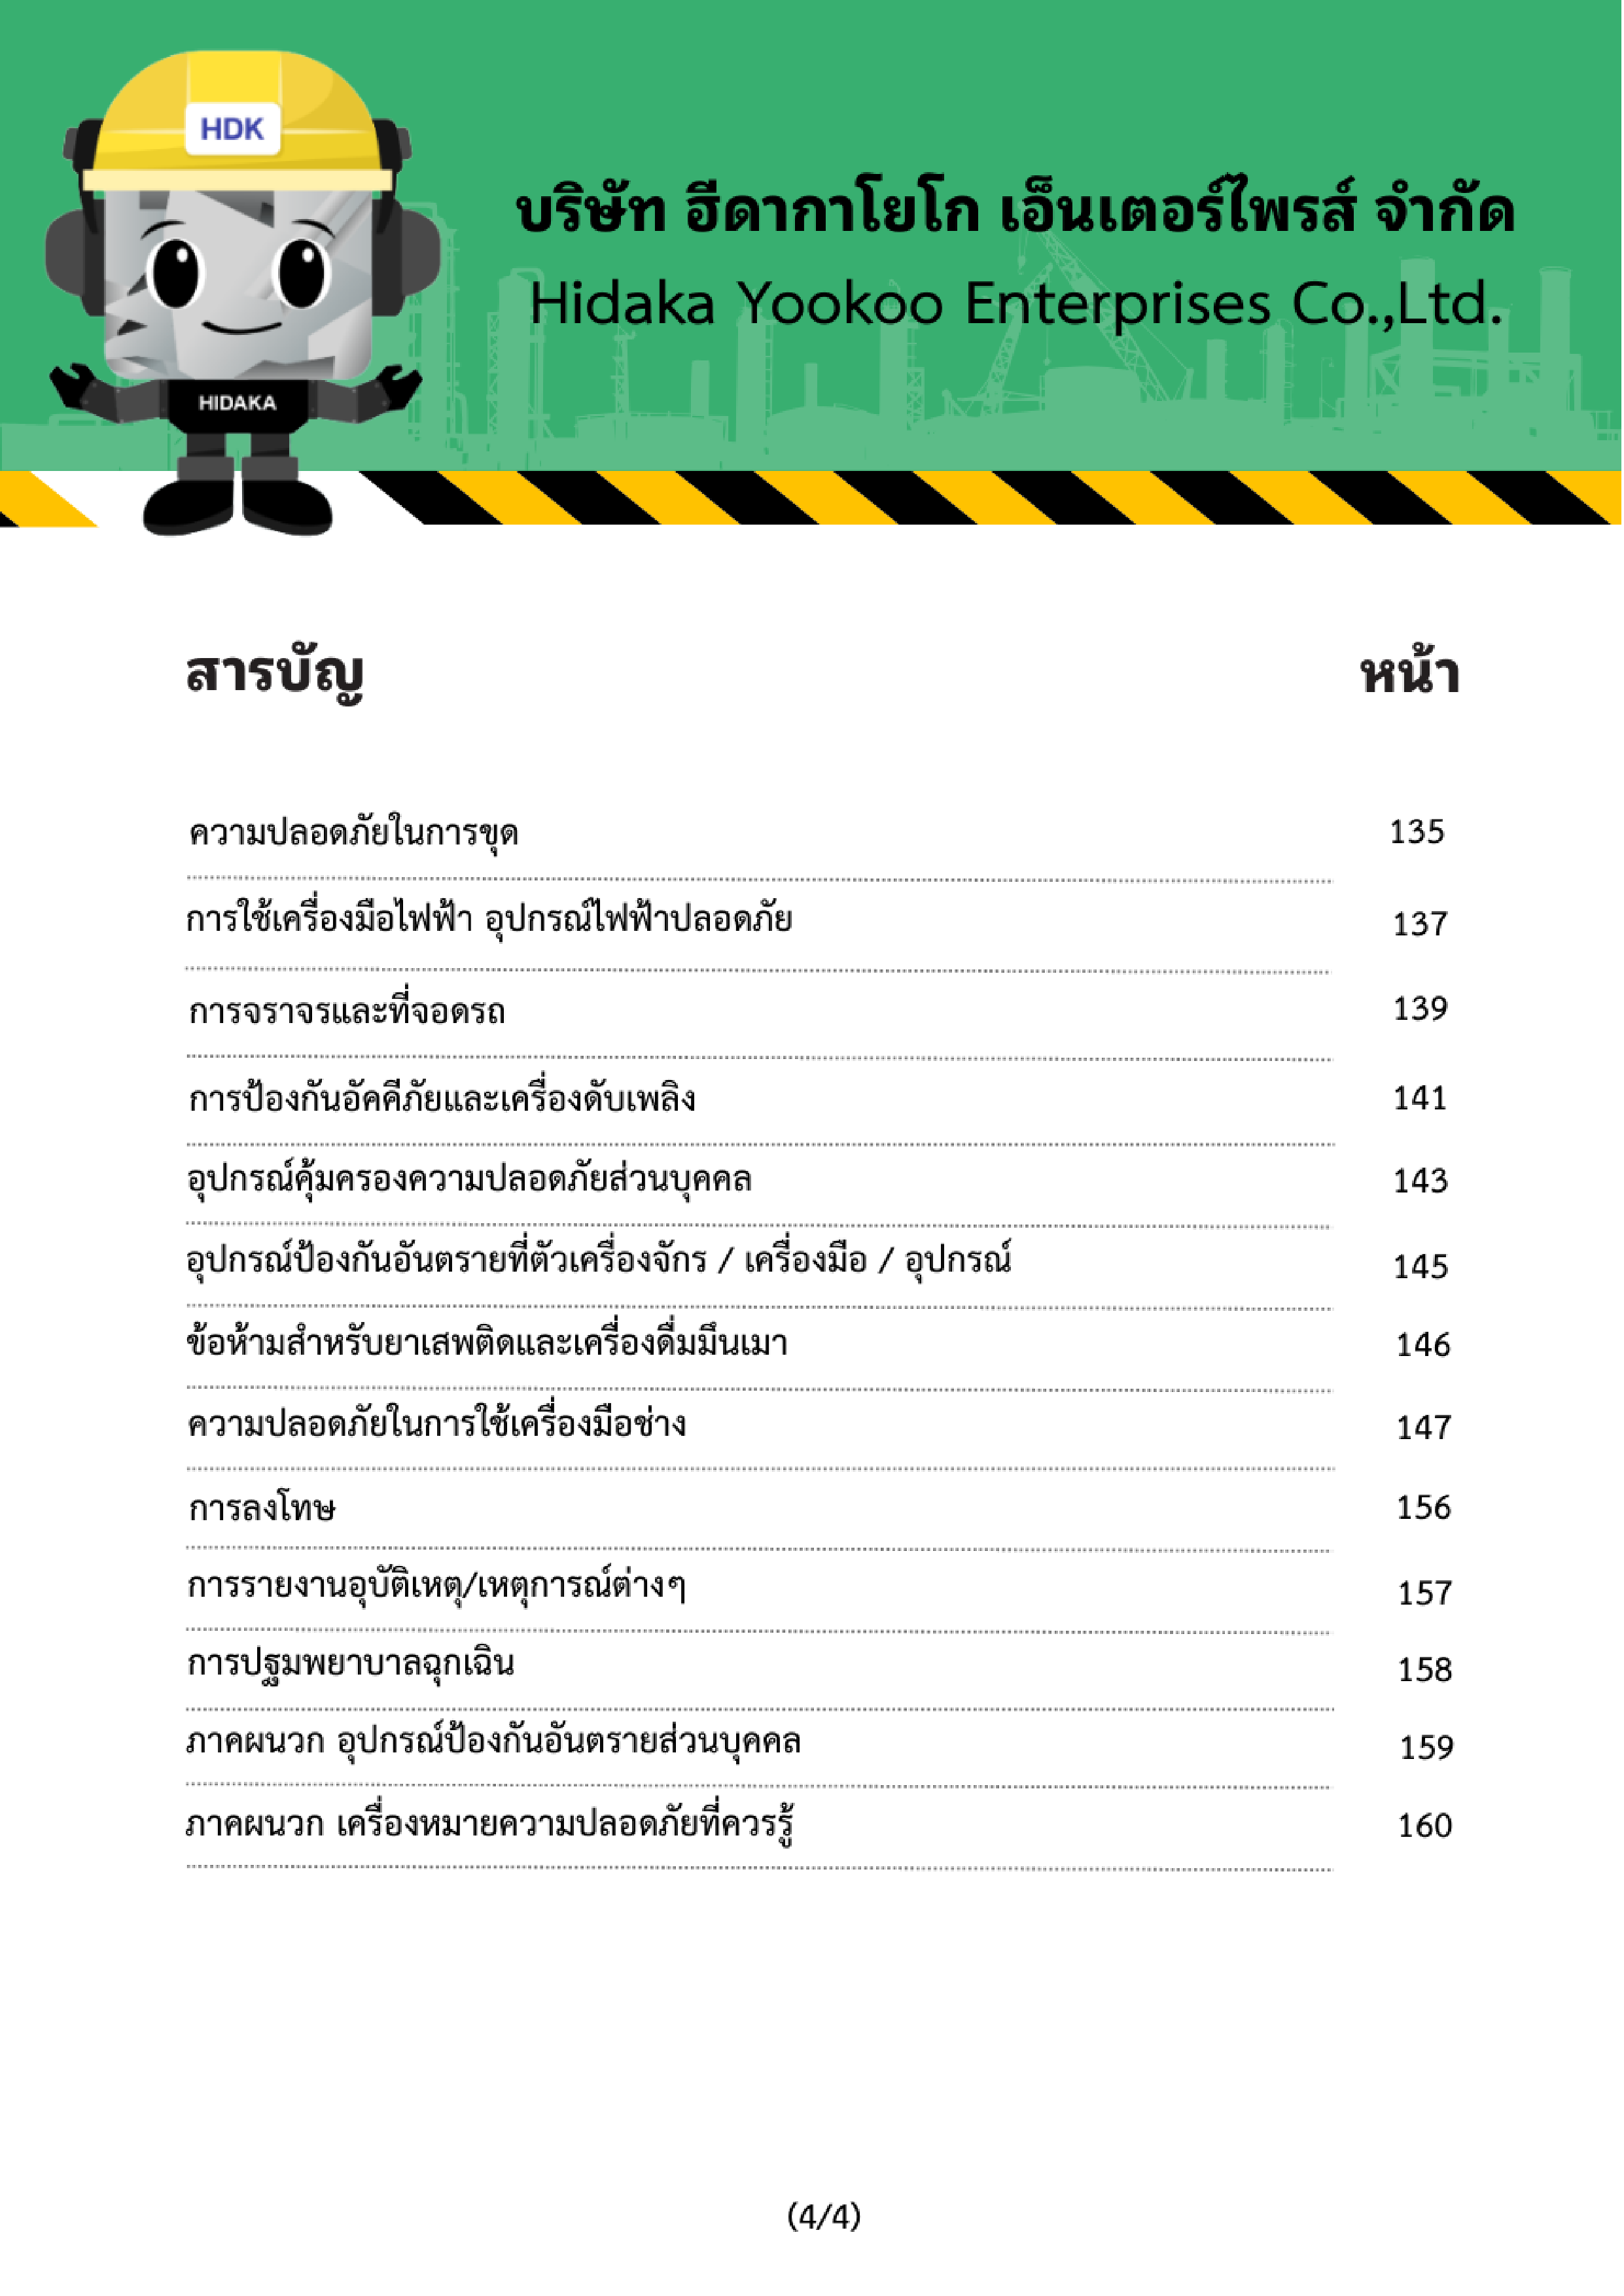 HDK
บริษัท ฮีดากาโยโก เอ็นเตอร์ไพรส์ จำกัด
Hidaka Yookoo Enterprises Co.,Ltd.
HIDAKA
สารบัญ หน้า
ความปลอดภัยในการขุด 135
การใช้เครื่องมือไฟฟ้า อุปกรณ์ไฟฟ้าปลอดภัย 137
การจราจรและที่จอดรถ 139
การป้องกันอัคคีภัยและเครื่องดับเพลิง 141
อุปกรณ์คุ้มครองความปลอดภัยส่วนบุคคล 143
อุปกรณ์ป้องกันอันตรายที่ตัวเครื่องจักร / เครื่องมือ / อุปกรณ์ 145
ข้อห้ามสำหรับยาเสพติดและเครื่องดื่มมึนเมา 146
ความปลอดภัยในการใช้เครื่องมือช่าง 147
การลงโทษ 156
การรายงานอุบัติเหตุ/เหตุการณ์ต่างๆ 157
การปฐมพยาบาลฉุกเฉิน 158
ภาคผนวก อุปกรณ์ป้องกันอันตรายส่วนบุคคล 159
ภาคผนวก เครื่องหมายความปลอดภัยที่ควรรู้ 160
(4/4)